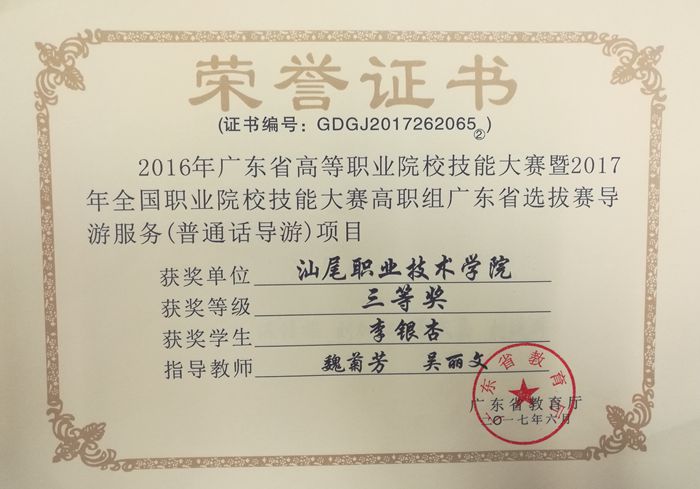 荣誉证书
(证书编号：GDGJ2017262065②)
2016年广东省高等职业院校技能大赛暨2017
年全国职业院校技能大赛高职组广东省选拔赛导
游服务(普通话导游)项目
获奖单位 汕尾职业技术学院
获奖等级 三等奖
获奖学生 李银杏
指导教师 魏菊芳 吴丽文
广东省教育厅
广东省教育厅
二〇一七年六月